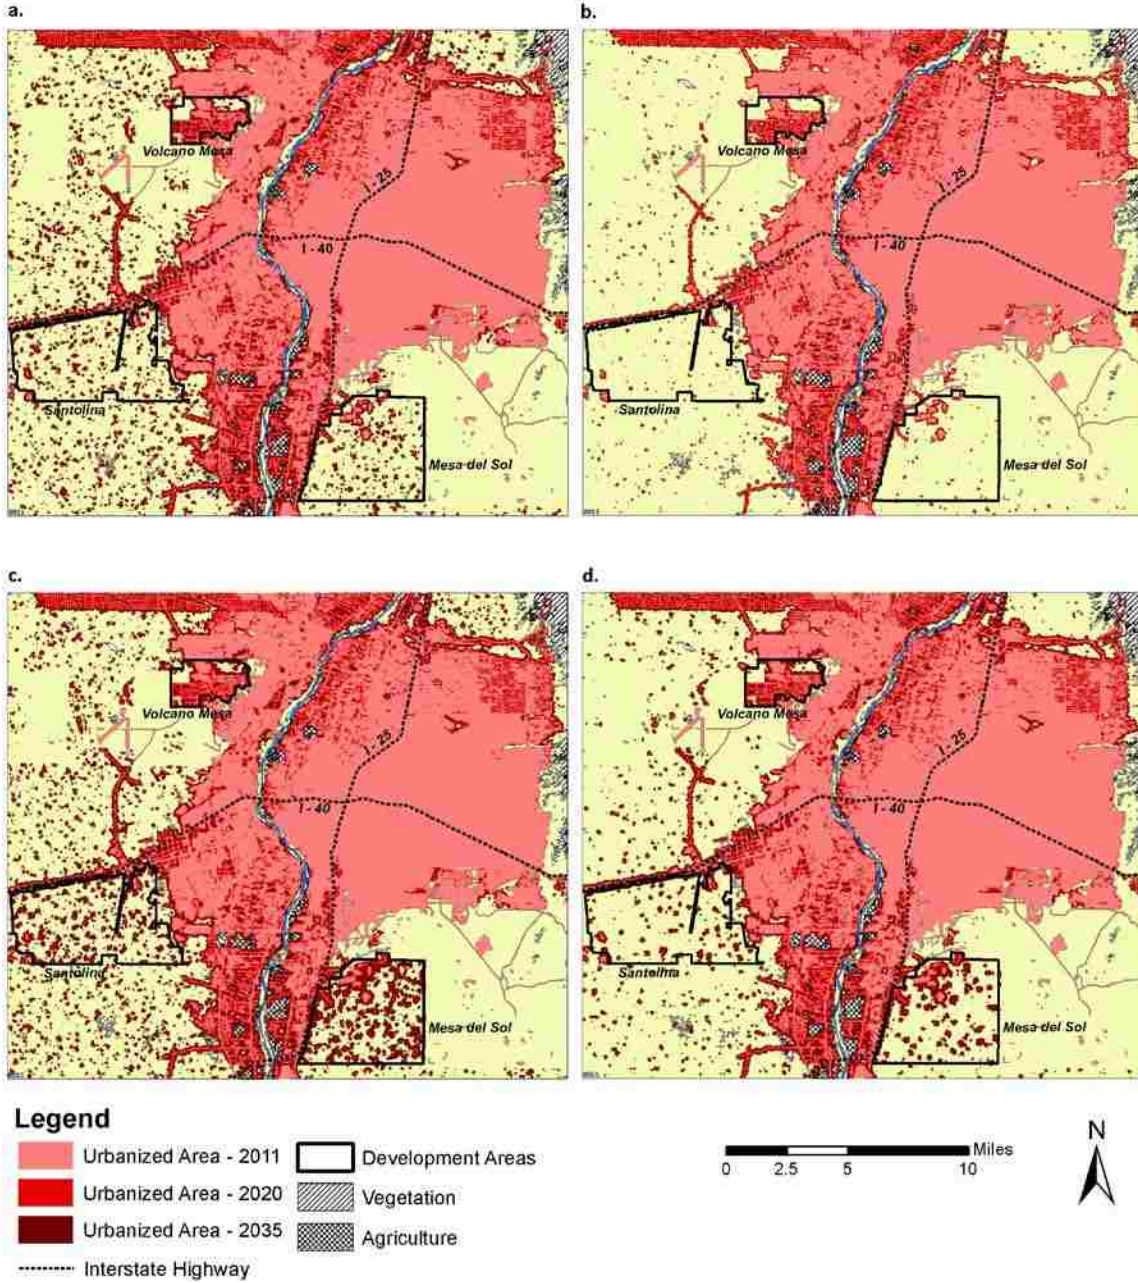 a.
b.
Volcano Mesa
I - 25
I - 40
Santolina
Mesa del Sol
Volcano Mesa
I - 25
I - 40
Santolina
Mesa del Sol
c.
d.
Volcano Mesa
I - 25
I - 40
Santolina
Mesa del Sol
Volcano Mesa
I - 25
I - 40
Santolina
Mesa del Sol
Legend
Urbanized Area - 2011
Urbanized Area - 2020
Urbanized Area - 2035
Interstate Highway
Development Areas
Vegetation
Agriculture
Miles
0 2.5 5 10
N